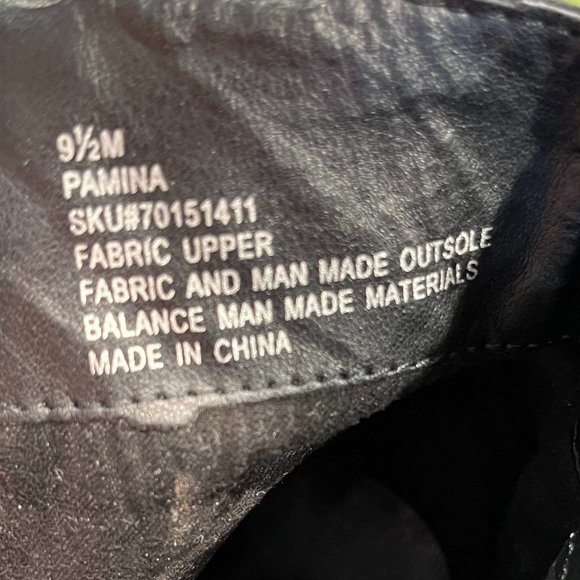 9½M
PAMINA
SKU#70151411
FABRIC UPPER
FABRIC AND MAN MADE OUTSOLE
BALANCE MAN MADE MATERIALS
MADE IN CHINA